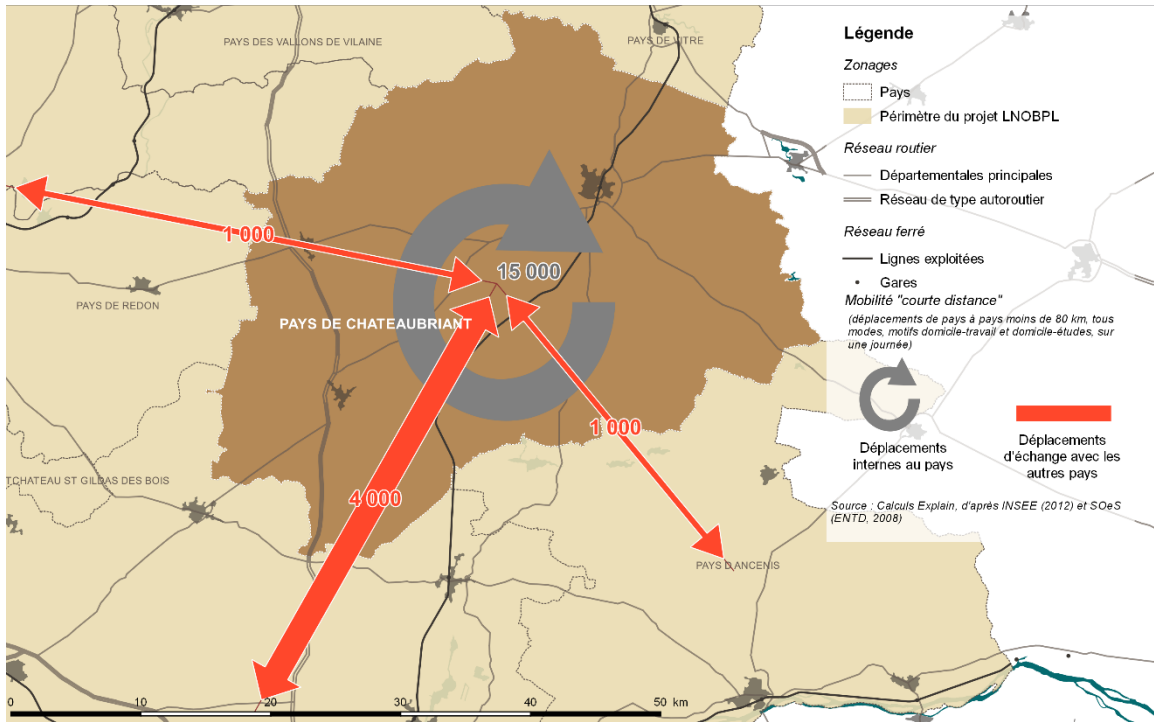 PAYS DES VALLONS DE VILAINE
PAYS DE VITRE
1 000
15 000
PAYS DE REDON
PAYS DE CHATEAUBRIANT
1 000
TCHATEAU ST GILDAS DES BOIS
4 000
PAYS D'ANCENIS
0 10 20 30 40 50 km
Légende
Zonages
Pays
Périmètre du projet LNOBPL
Réseau routier
Départementales principales
Réseau de type autoroutier
Réseau ferré
Lignes exploitées
Gares
Mobilité "courte distance"
(déplacements de pays à pays moins de 80 km, tous
modes, motifs domicile-travail et domicile-études, sur
une journée)
Déplacements
internes au pays
Déplacements
d'échange avec les
autres pays
Source : Calculs Explain, d'après INSEE (2012) et SOeS
(ENTD, 2008)